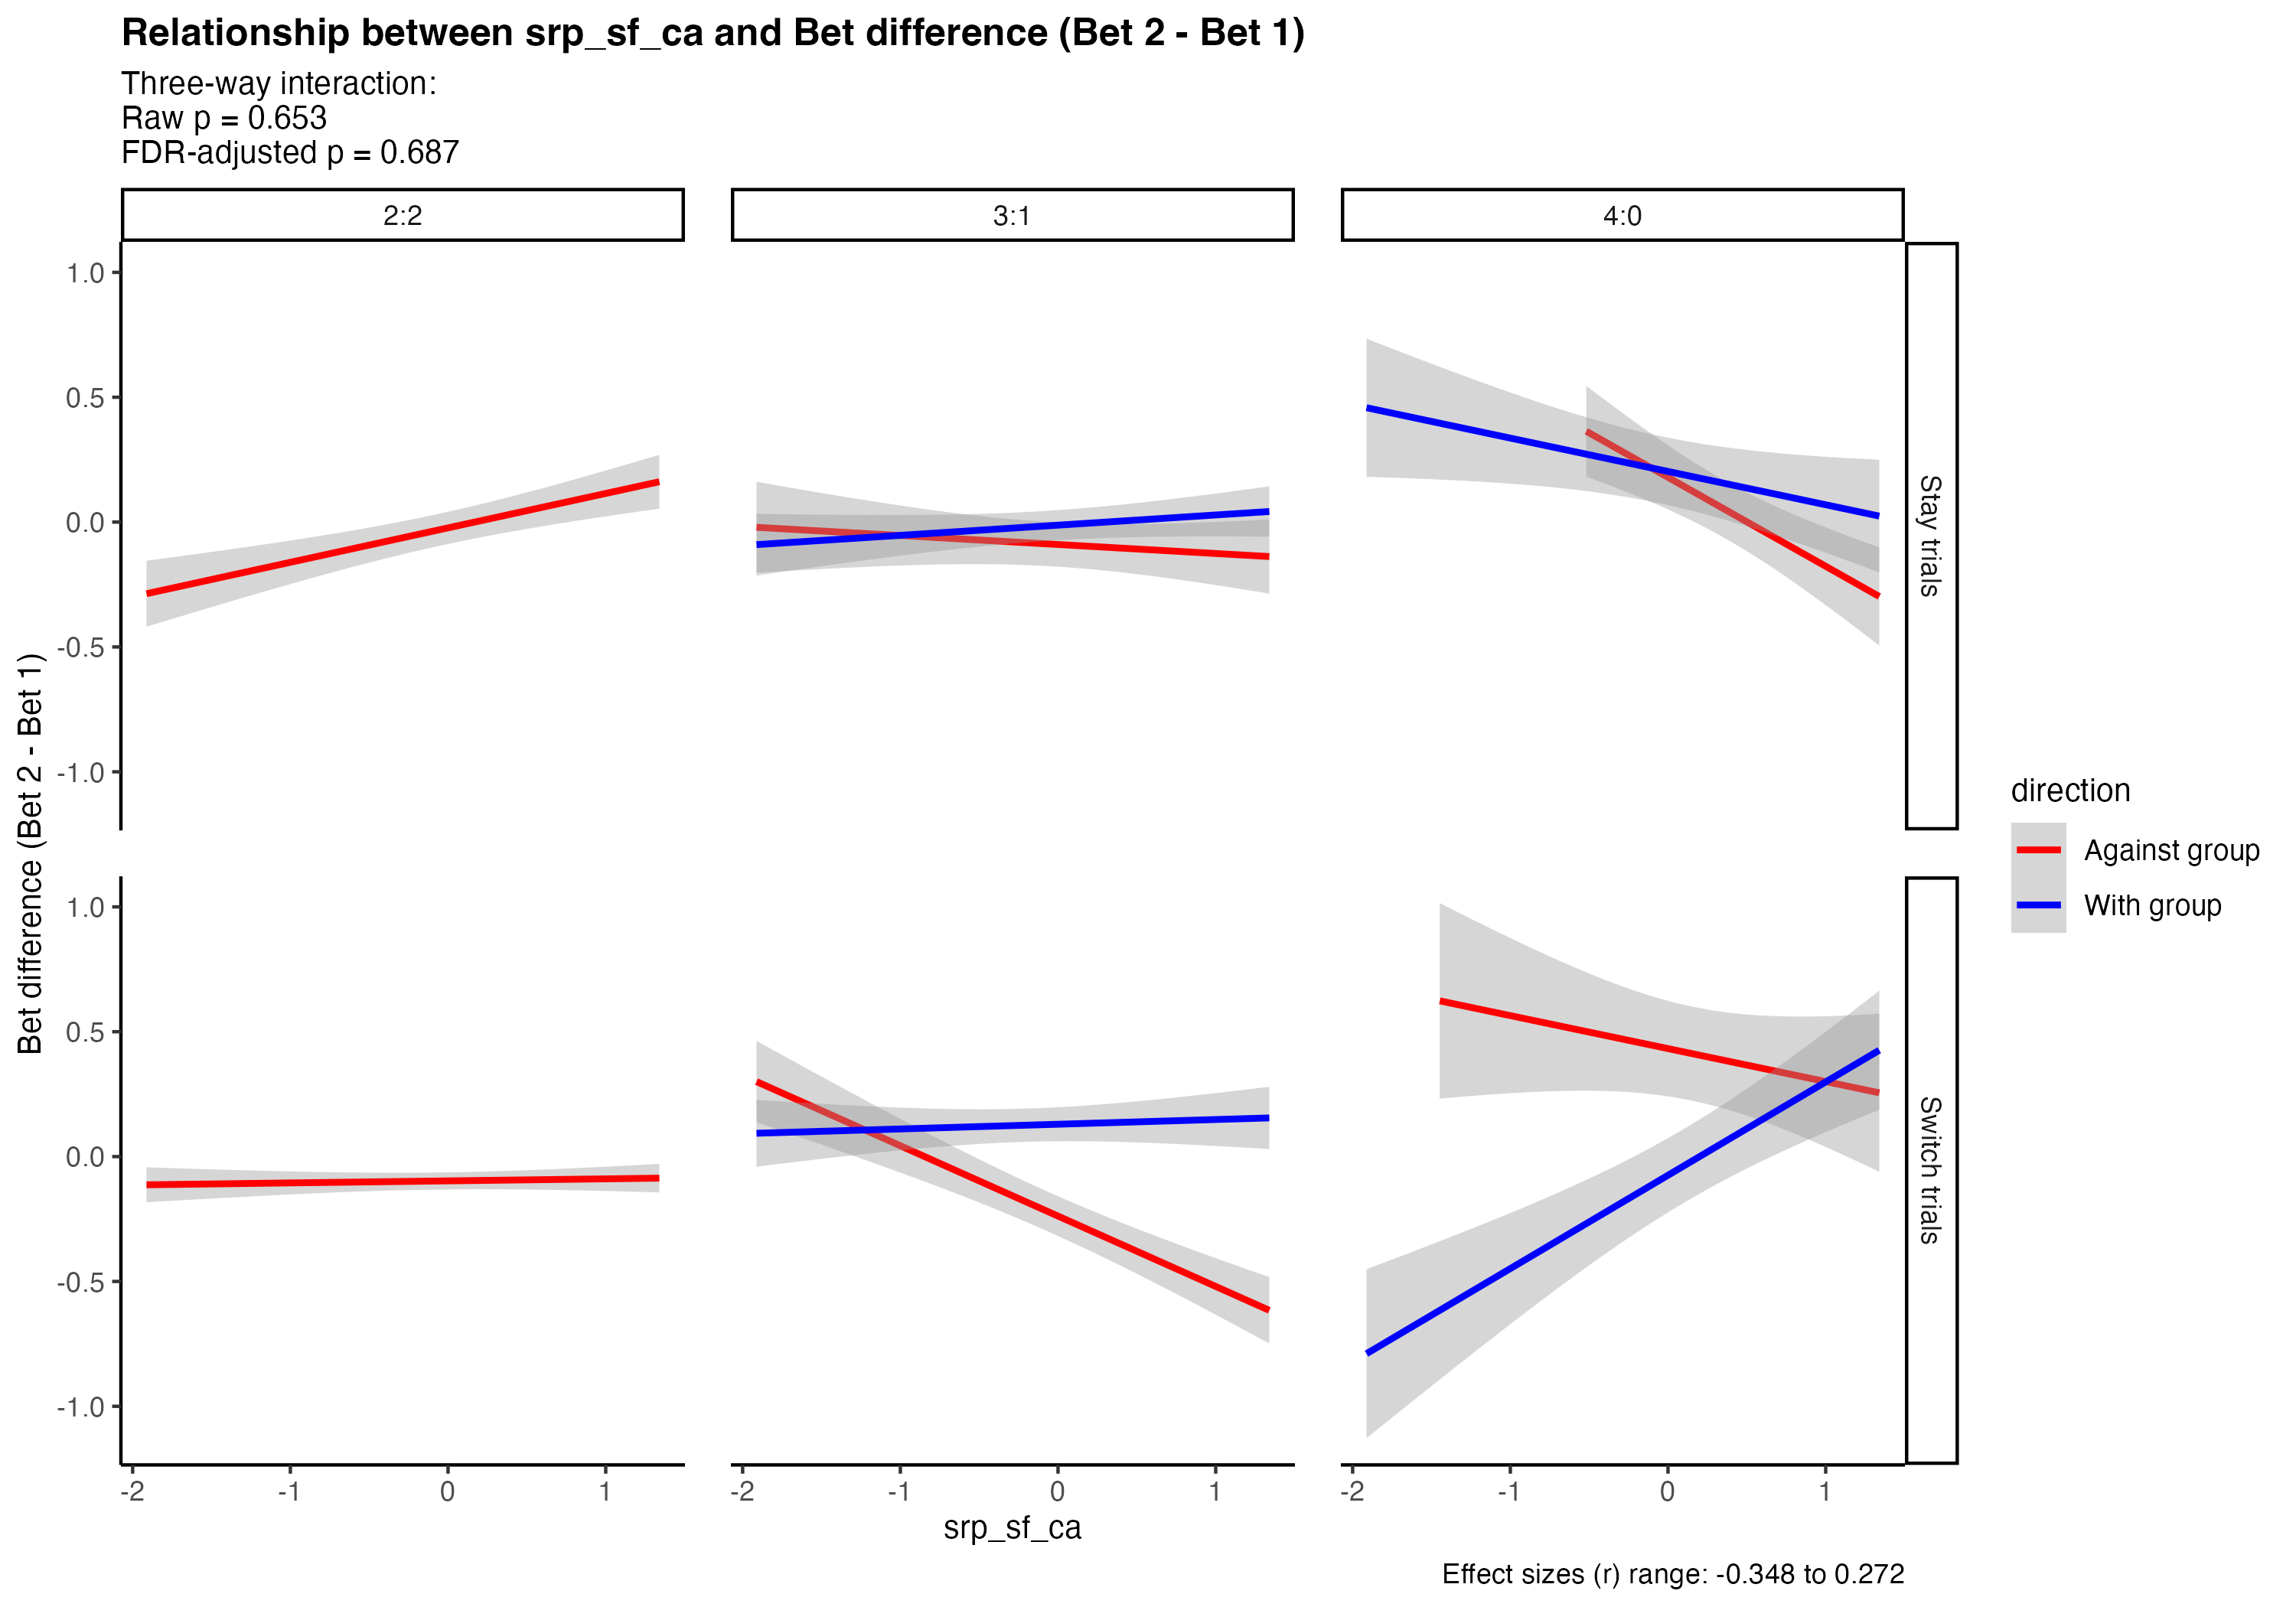 Relationship between srp_sf_ca and Bet difference (Bet 2 - Bet 1)
Three-way interaction:
Raw p = 0.653
FDR-adjusted p = 0.687
2:2
3:1
4:0
1.0
0.5
0.0
-0.5
-1.0
Stay trials
1.0
0.5
0.0
-0.5
-1.0
Switch trials
Bet difference (Bet 2 - Bet 1)
direction
Against group
With group
-2 -1 0 1
-2 -1 0 1
-2 -1 0 1
srp_sf_ca
Effect sizes (r) range: -0.348 to 0.272